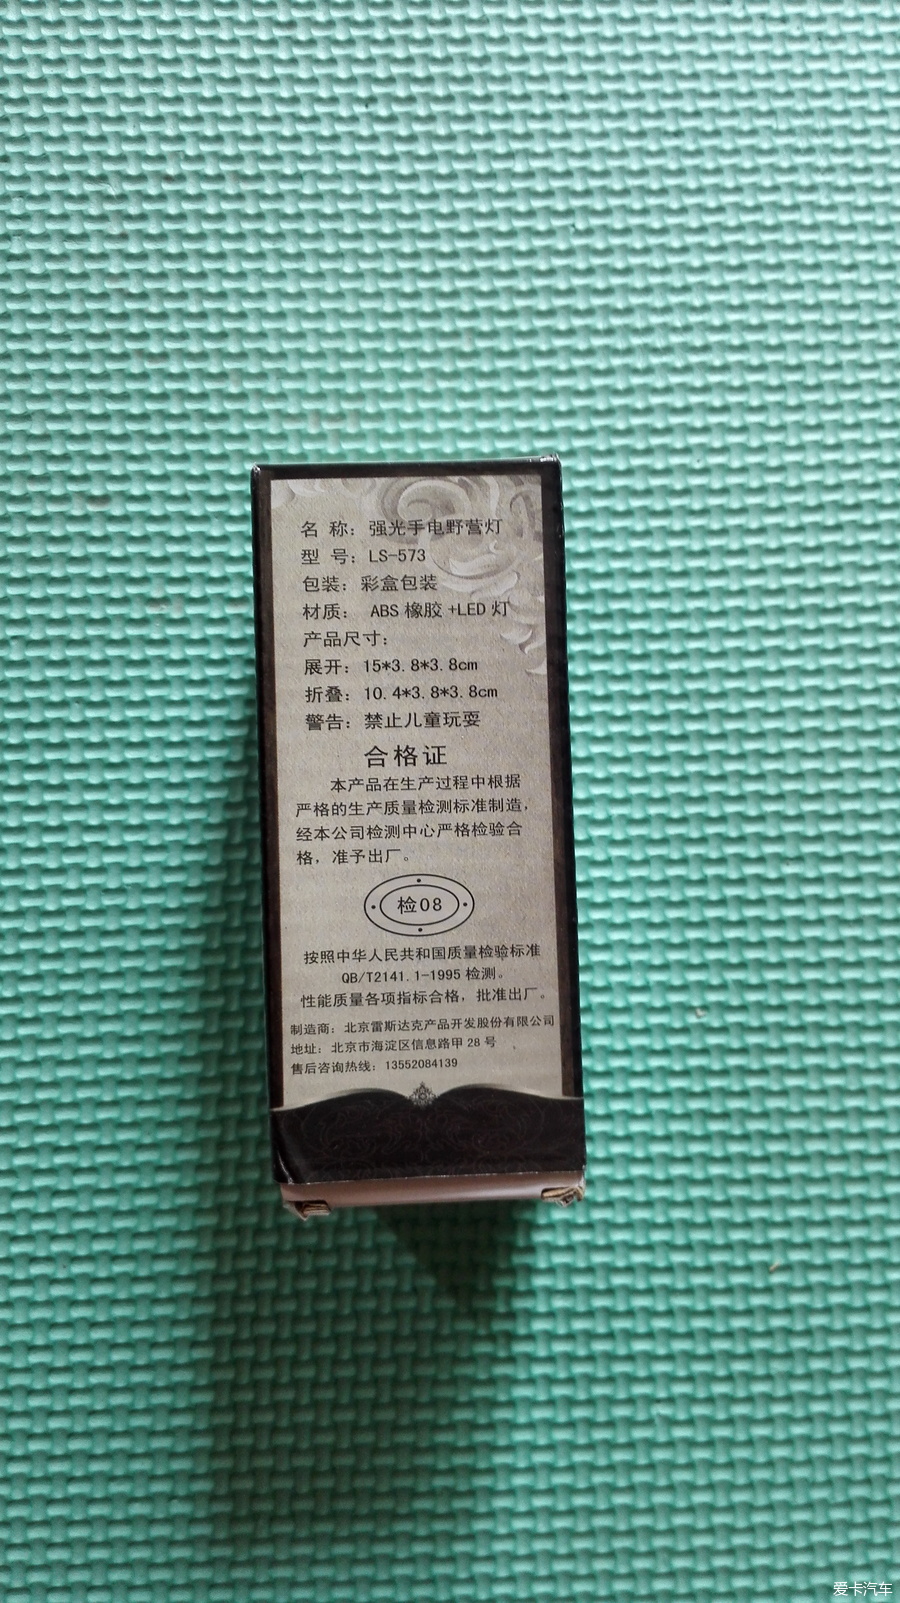 名 称：强光手电野营灯
型 号：LS-573
包装：彩盒包装
材质： ABS 橡胶 +LED 灯
产品尺寸：
展开：15*3.8*3.8cm
折叠：10.4*3.8*3.8cm
警告：禁止儿童玩耍
合格证
本产品在生产过程中根据
严格的生产质量检测标准制造，
经本公司检测中心严格检验合
格，准予出厂。
检08
按照中华人民共和国质量检验标准
QB/T2141.1-1995 检测。
性能质量各项指标合格，批准出厂。
制造商：北京雷斯达克产品开发股份有限公司
地址：北京市海淀区信息路甲 28 号
售后咨询热线：13552084139
爱卡汽车